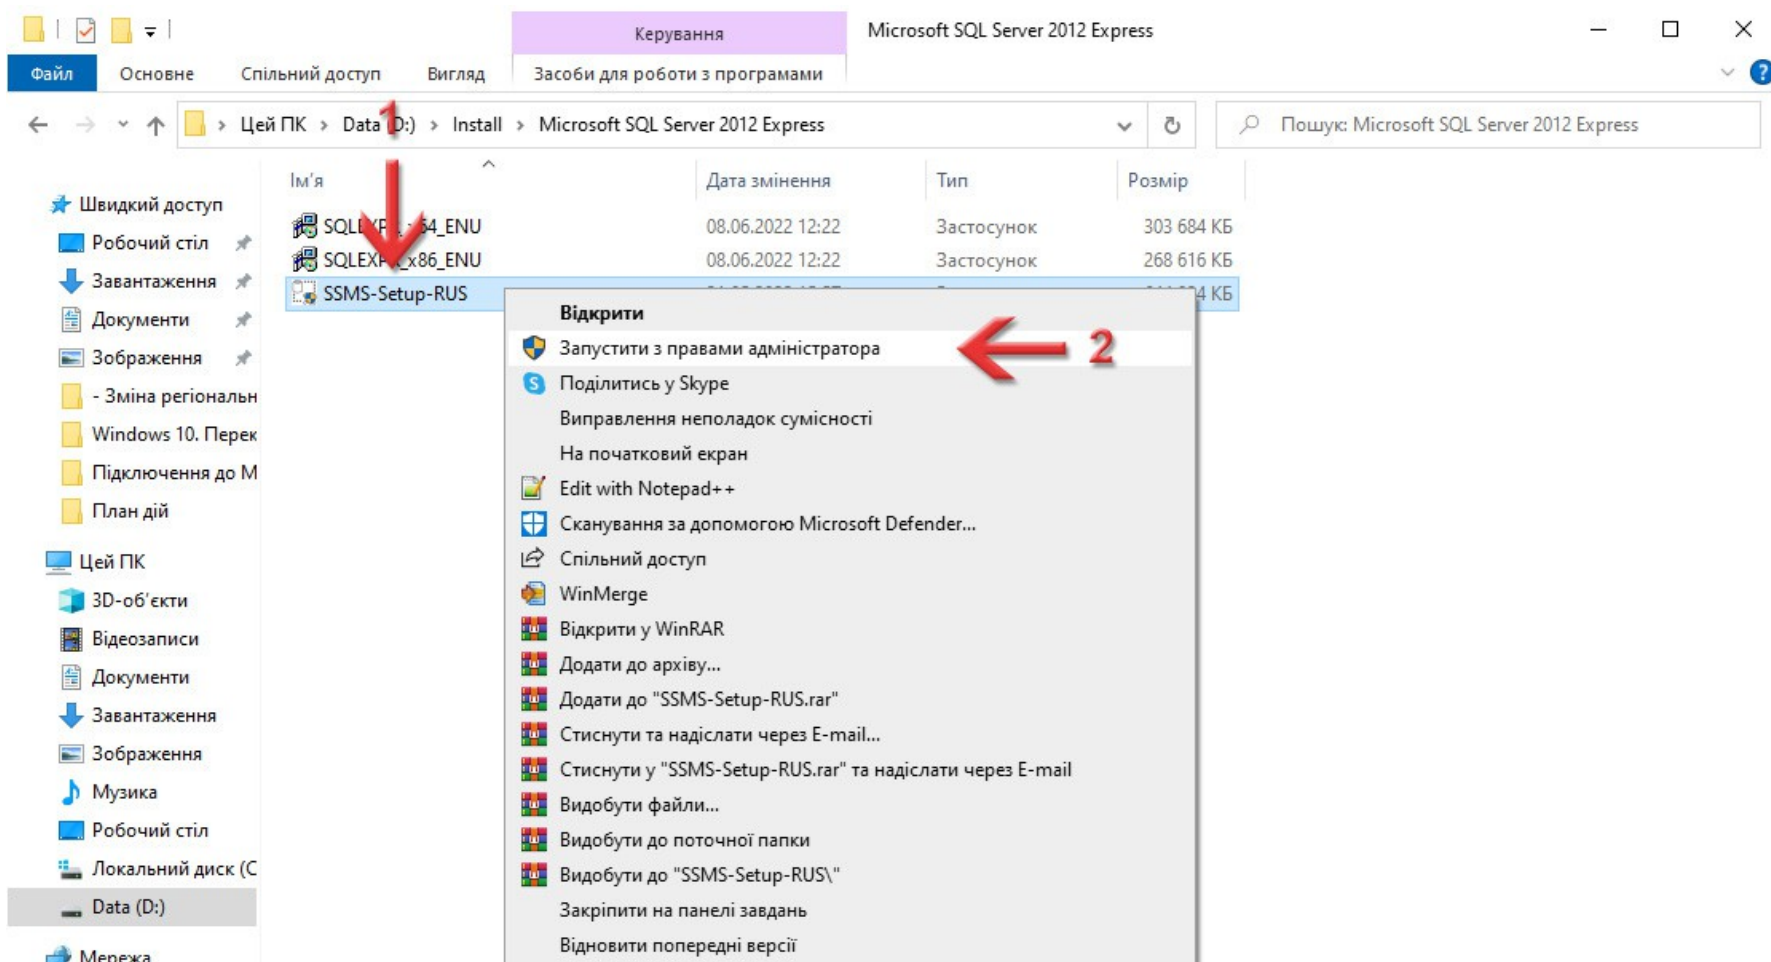 Керування
Microsoft SQL Server 2012 Express
Файл
Основне
Спільний доступ
Вигляд
Засоби для роботи з програмами
1
Цей ПК > Data (D:) > Install > Microsoft SQL Server 2012 Express
Пошук: Microsoft SQL Server 2012 Express
Ім'я
Дата змінення
Тип
Розмір
SQLEXPR_x64_ENU 08.06.2022 12:22 Застосунок 303 684 КБ
SQLEXPR_x86_ENU 08.06.2022 12:22 Застосунок 268 616 КБ
SSMS-Setup-RUS 4 КБ
Швидкий доступ
Робочий стіл
Завантаження
Документи
Зображення
- Зміна регіональн
Windows 10. Перек
Підключення до М
План дій
Цей ПК
3D-об'єкти
Відеозаписи
Документи
Завантаження
Зображення
Музика
Робочий стіл
Локальний диск (C
Data (D:)
Мережа
Відкрити
Запустити з правами адміністратора
2
Поділитись у Skype
Виправлення неполадок сумісності
На початковий екран
Edit with Notepad++
Сканування за допомогою Microsoft Defender...
Спільний доступ
WinMerge
Відкрити у WinRAR
Додати до архіву...
Додати до "SSMS-Setup-RUS.rar"
Стиснути та надіслати через E-mail...
Стиснути у "SSMS-Setup-RUS.rar" та надіслати через E-mail
Видобути файли...
Видобути до поточної папки
Видобути до "SSMS-Setup-RUS\"
Закріпити на панелі завдань
Відновити попередні версії